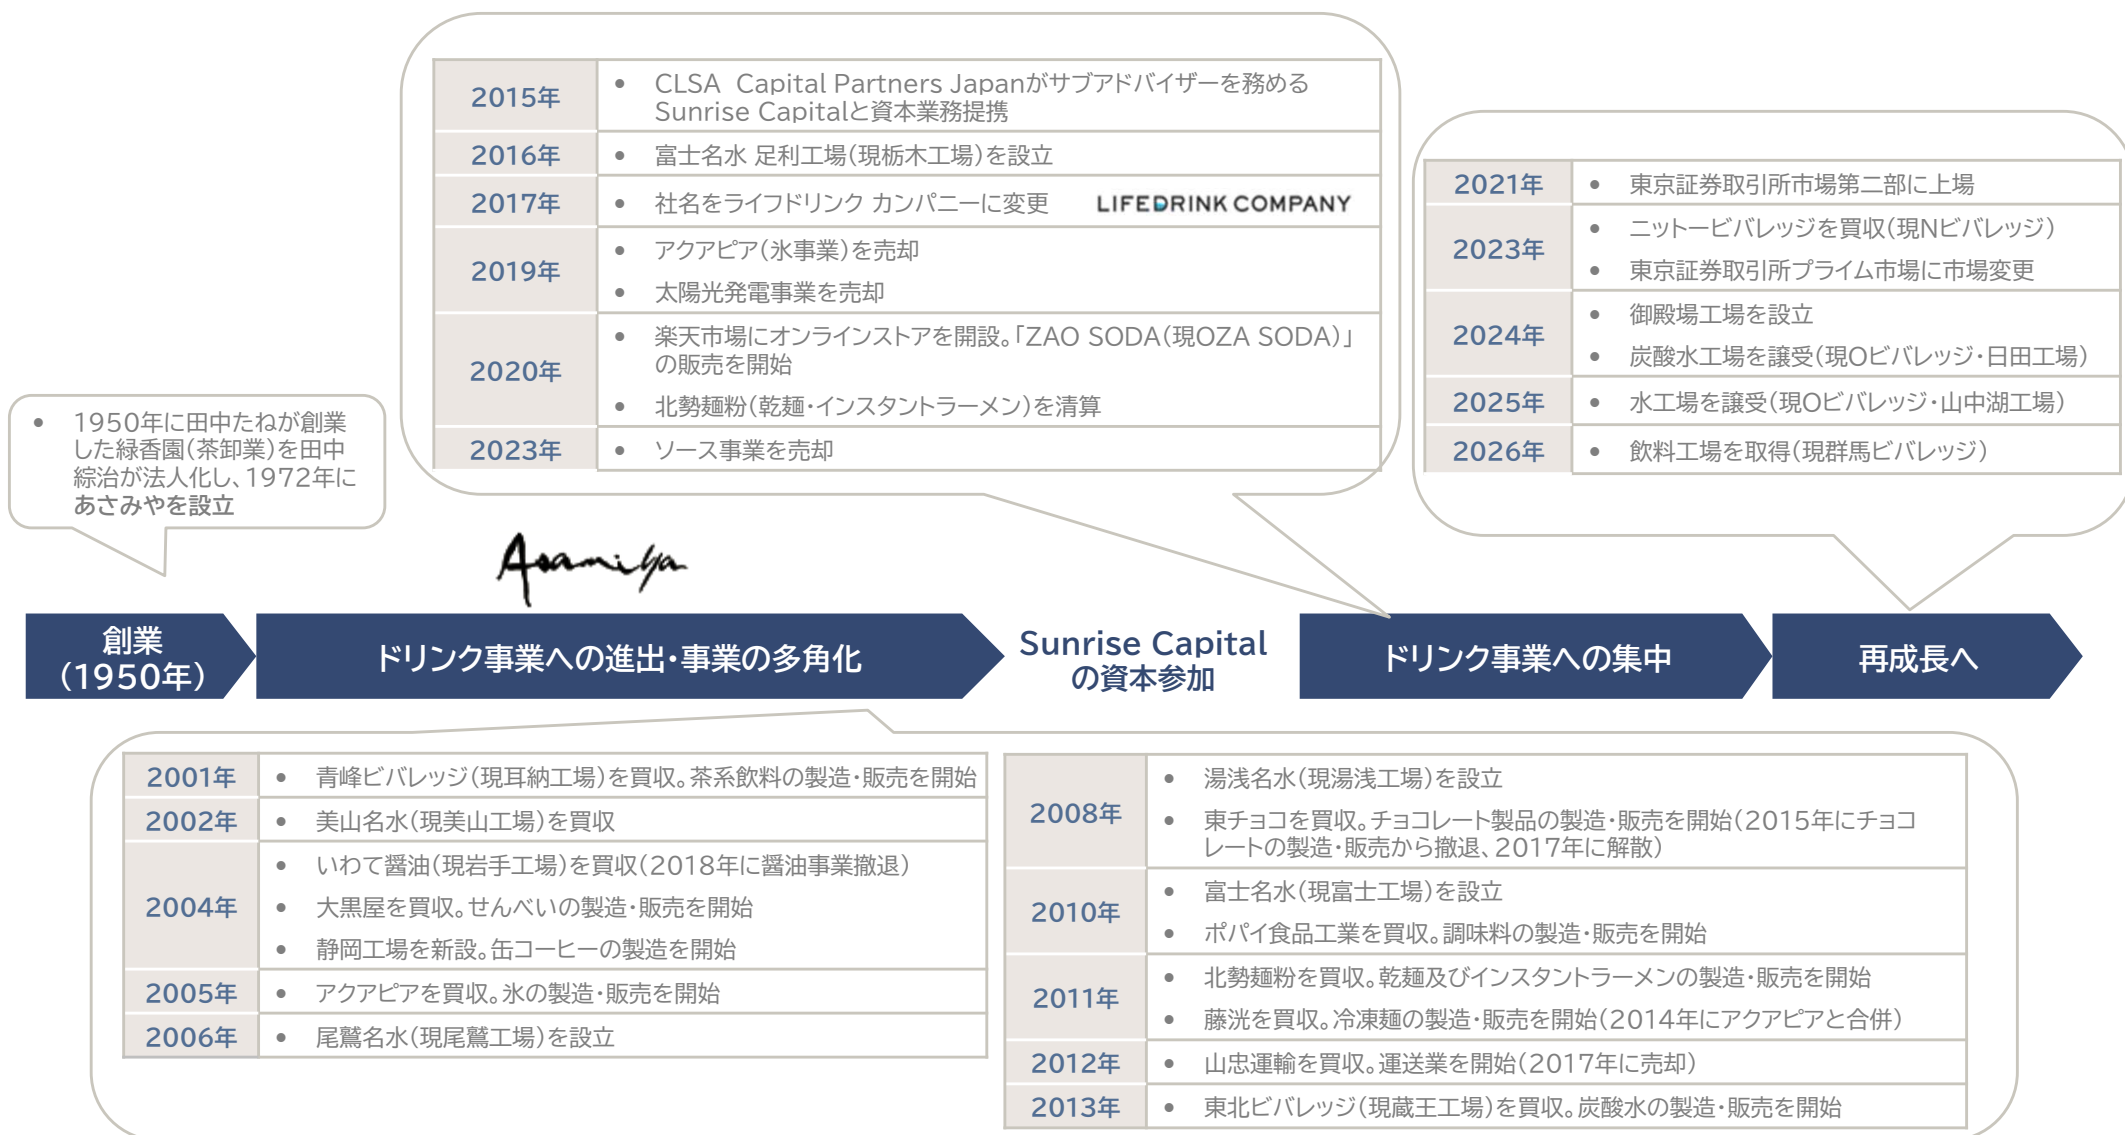 2015年
• CLSA Capital Partners Japanがサブアドバイザーを務める
Sunrise Capitalと資本業務提携
2016年
• 富士名水 足利工場(現栃木工場)を設立
2017年
• 社名をライフドリンク カンパニーに変更
LIFEDRINK COMPANY
2019年
• アクアピア(氷事業)を売却
• 太陽光発電事業を売却
2020年
• 楽天市場にオンラインストアを開設。「ZAO SODA(現OZA SODA)」
の販売を開始
• 北勢麺粉(乾麺・インスタントラーメン)を清算
2023年
• ソース事業を売却
2021年
• 東京証券取引所市場第二部に上場
2023年
• ニットービバレッジを買収(現Nビバレッジ)
• 東京証券取引所プライム市場に市場変更
2024年
• 御殿場工場を設立
• 炭酸水工場を譲受(現Oビバレッジ・日田工場)
2025年
• 水工場を譲受(現Oビバレッジ・山中湖工場)
2026年
• 飲料工場を取得(現群馬ビバレッジ)
• 1950年に田中たねが創業
した緑香園(茶卸業)を田中
綜治が法人化し、1972年に
あさみやを設立
Asamiya
創業
(1950年)
ドリンク事業への進出・事業の多角化
Sunrise Capital
の資本参加
ドリンク事業への集中
再成長へ
2001年
• 青峰ビバレッジ(現耳納工場)を買収。茶系飲料の製造・販売を開始
2002年
• 美山名水(現美山工場)を買収
2004年
• いわて醤油(現岩手工場)を買収(2018年に醤油事業撤退)
• 大黒屋を買収。せんべいの製造・販売を開始
• 静岡工場を新設。缶コーヒーの製造を開始
2005年
• アクアピアを買収。氷の製造・販売を開始
2006年
• 尾鷲名水(現尾鷲工場)を設立
2008年
• 湯浅名水(現湯浅工場)を設立
• 東チョコを買収。チョコレート製品の製造・販売を開始(2015年にチョコ
レートの製造・販売から撤退、2017年に解散)
2010年
• 富士名水(現富士工場)を設立
• ポパイ食品工業を買収。調味料の製造・販売を開始
2011年
• 北勢麺粉を買収。乾麺及びインスタントラーメンの製造・販売を開始
• 藤洸を買収。冷凍麺の製造・販売を開始(2014年にアクアピアと合併)
2012年
• 山忠運輸を買収。運送業を開始(2017年に売却)
2013年
• 東北ビバレッジ(現蔵王工場)を買収。炭酸水の製造・販売を開始